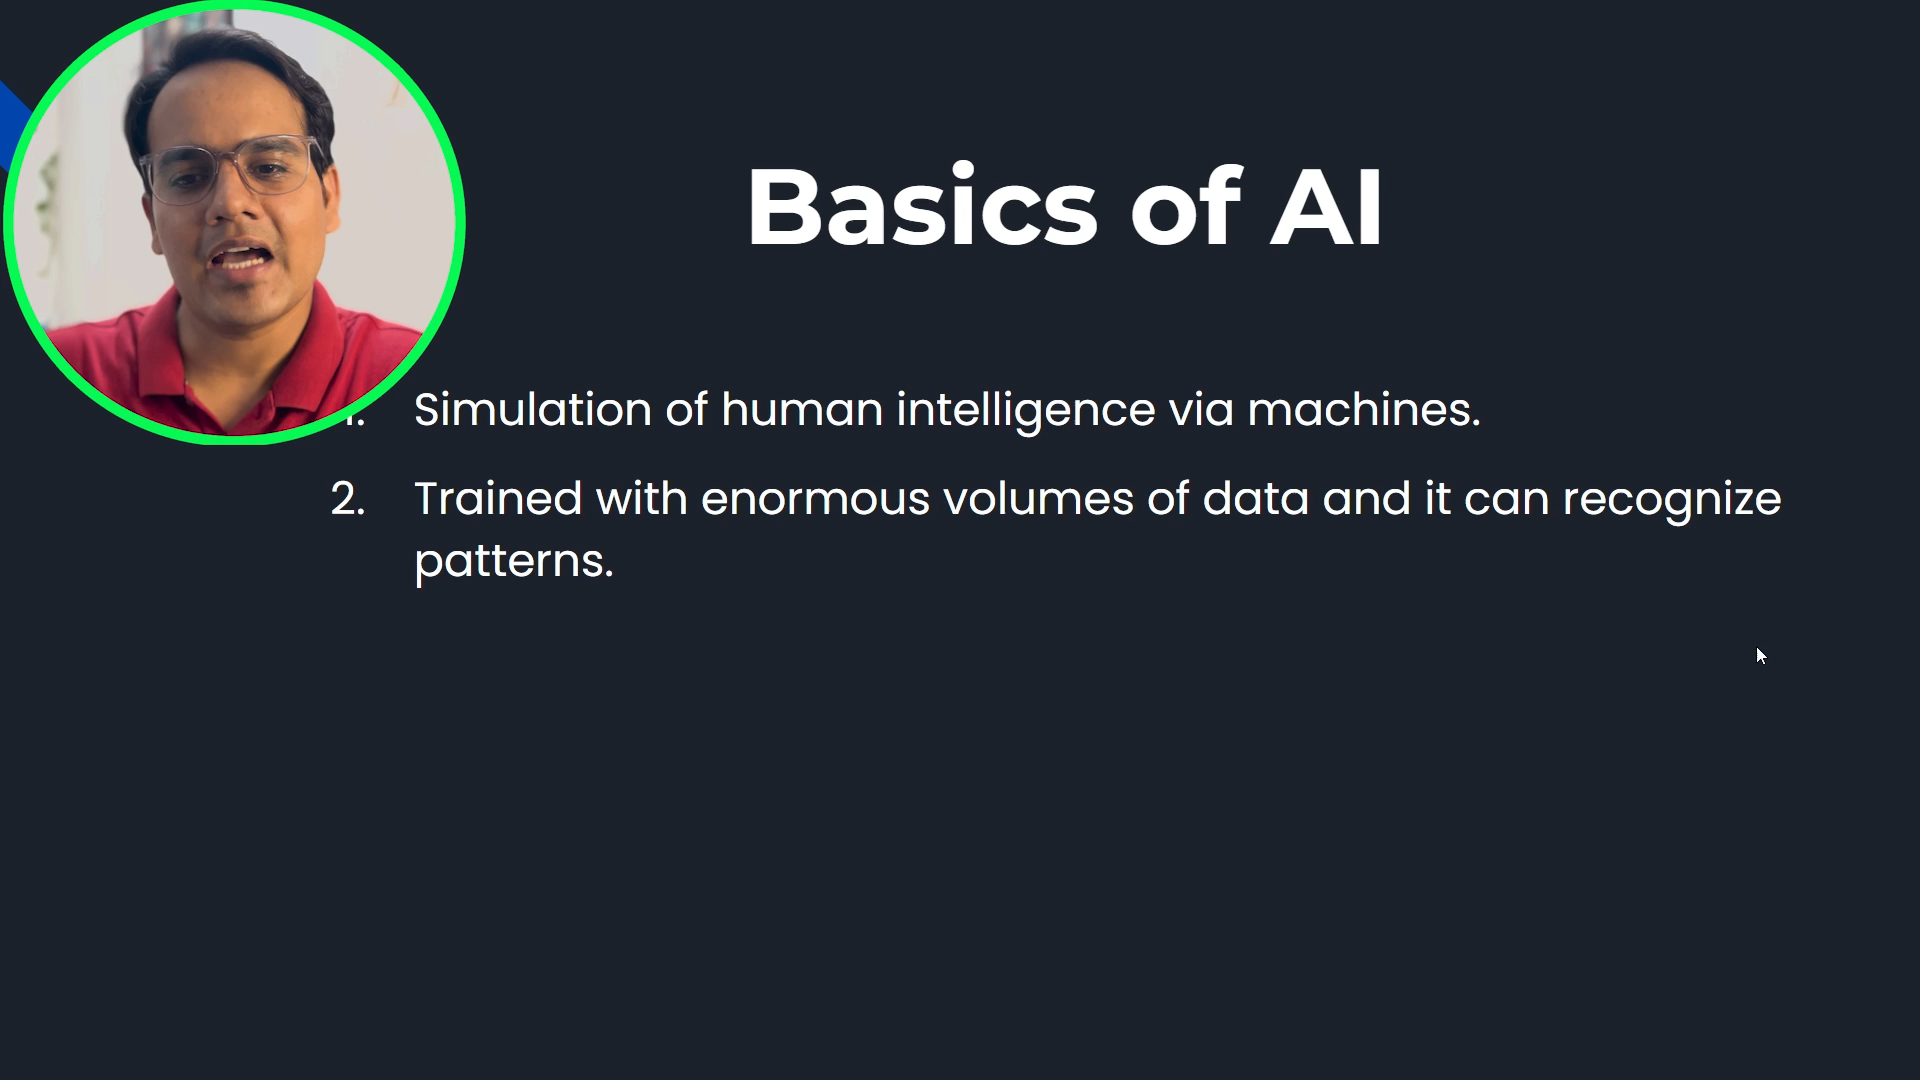 Basics of AI
1. Simulation of human intelligence via machines.
2. Trained with enormous volumes of data and it can recognize
patterns.